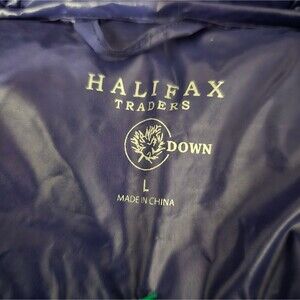 HALIFAX
TRADERS
DOWN
L
MADE IN CHINA